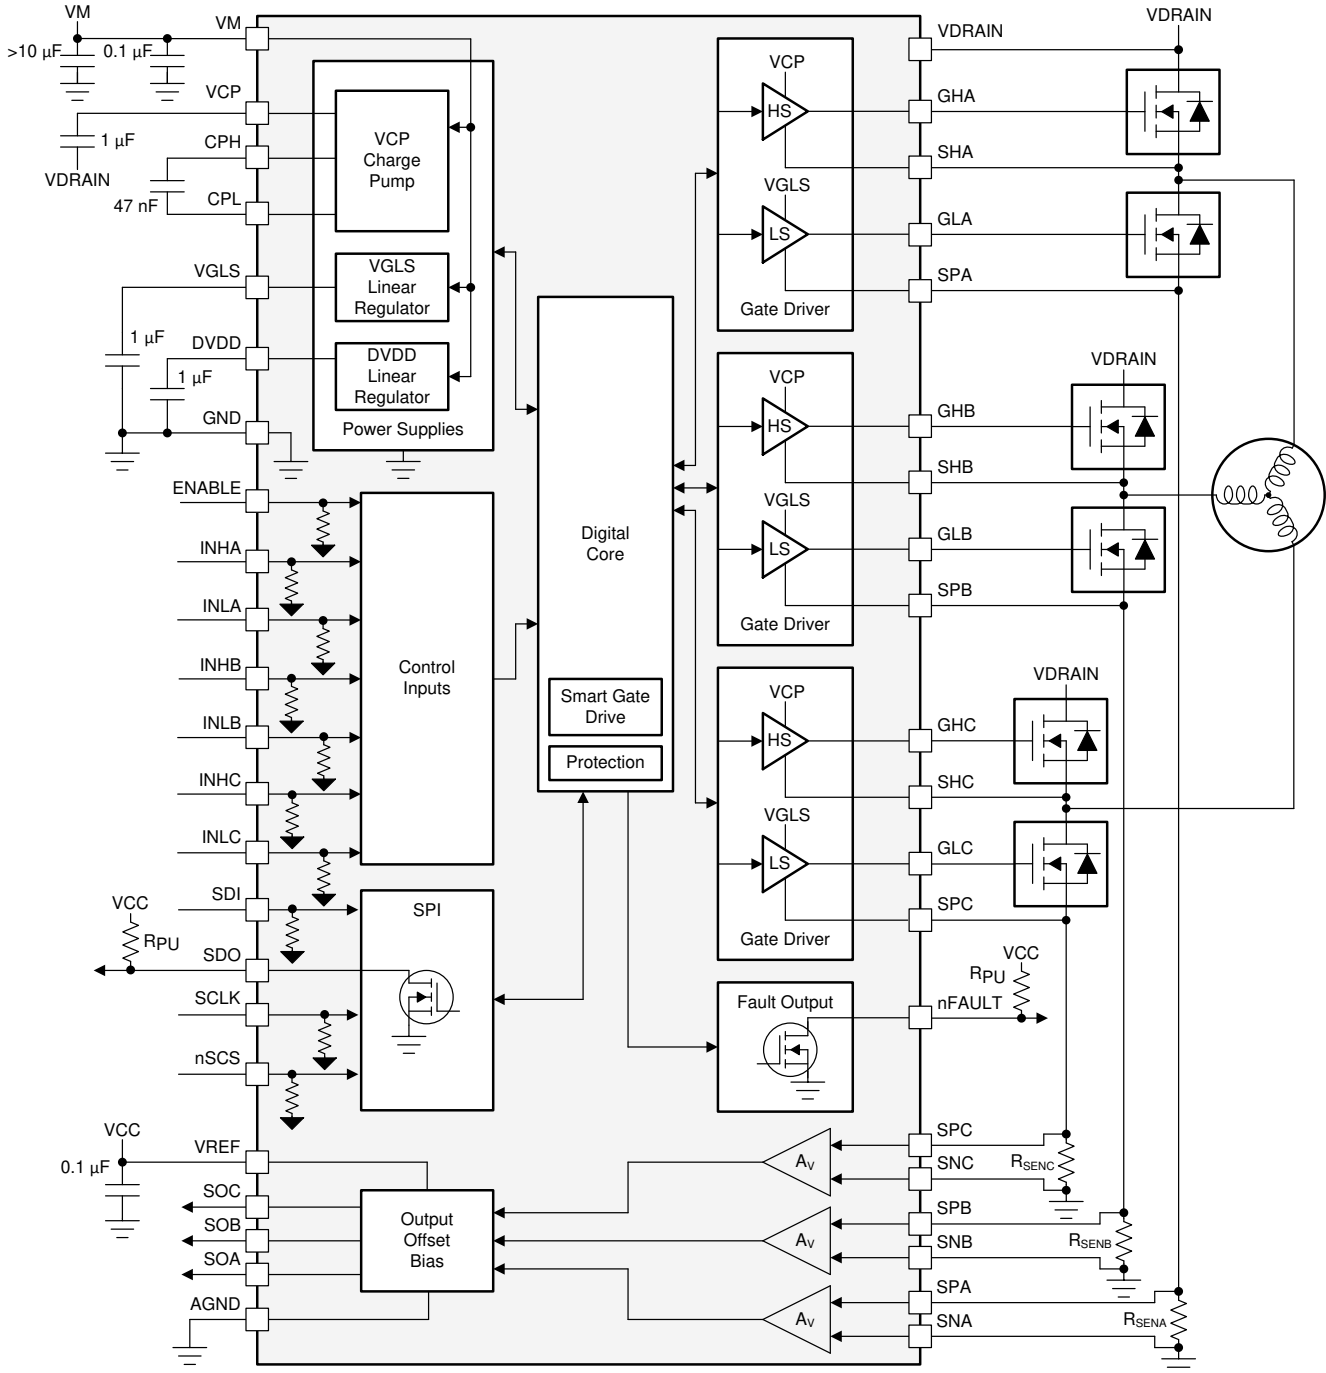 VM
>10 µF
0.1 µF
VM
VCP
1 µF
VDRAIN
CPH
47 nF
CPL
VGLS
1 µF
DVDD
1 µF
GND
VCP
Charge
Pump
VGLS
Linear
Regulator
DVDD
Linear
Regulator
Power Supplies
ENABLE
INHA
INLA
INHB
INLB
INHC
INLC
Control
Inputs
SDI
VCC
RPU
SDO
SCLK
nSCS
SPI
VCC
0.1 µF
VREF
SOC
SOB
SOA
AGND
Output
Offset
Bias
Digital
Core
Smart Gate
Drive
Protection
VCP
HS
VGLS
LS
Gate Driver
VCP
HS
VGLS
LS
Gate Driver
VCP
HS
VGLS
LS
Gate Driver
Fault Output
AV
AV
AV
VDRAIN
GHA
SHA
GLA
SPA
VDRAIN
GHB
SHB
GLB
SPB
VDRAIN
GHC
SHC
GLC
SPC
VDRAIN
VCC
RPU
nFAULT
SPC
SNC
RSENC
SPB
SNB
RSENB
SPA
SNA
RSENA